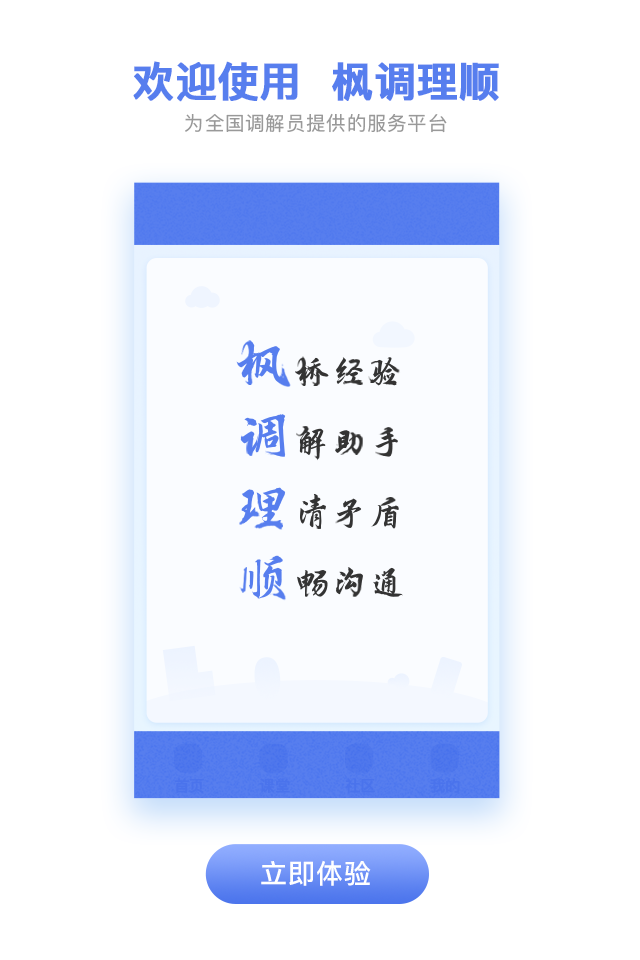 欢迎使用 枫调理顺
为全国调解员提供的服务平台
枫桥经验
调解助手
理清矛盾
顺畅沟通
首页 课堂 社区 我的
立即体验